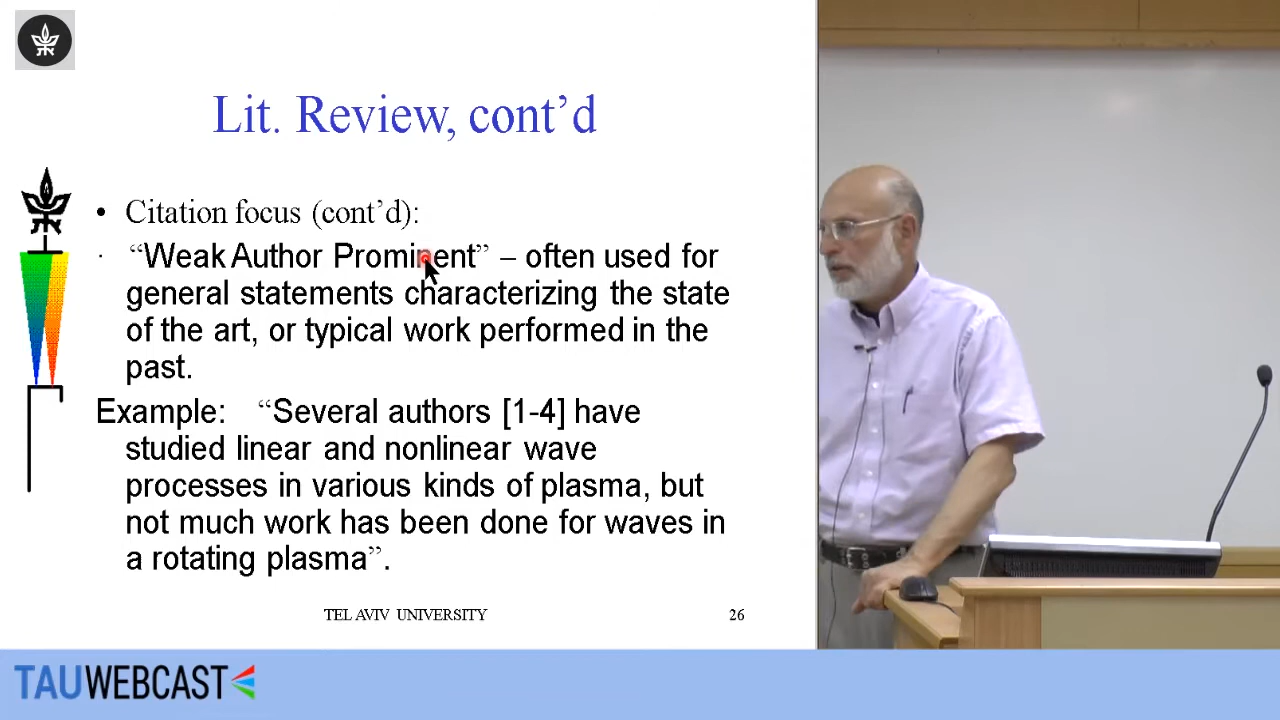 Lit. Review, cont’d
• Citation focus (cont’d):
· “Weak Author Prominent” – often used for
general statements characterizing the state
of the art, or typical work performed in the
past.
Example: “Several authors [1-4] have
studied linear and nonlinear wave
processes in various kinds of plasma, but
not much work has been done for waves in
a rotating plasma”.
TEL AVIV UNIVERSITY 26
TAUWEBCAST